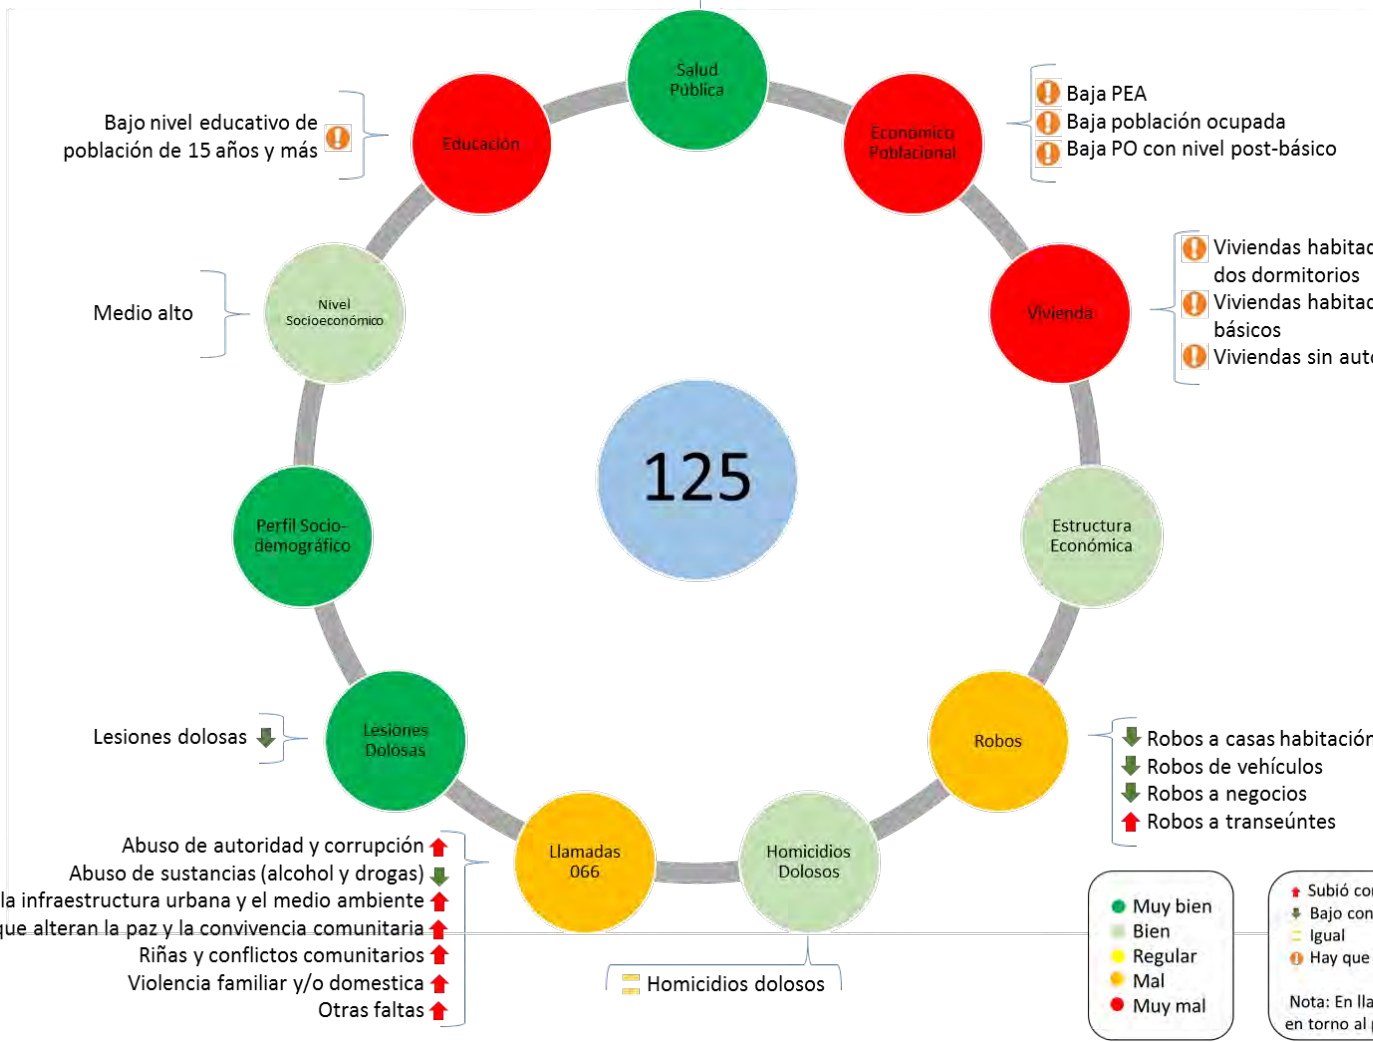 Salud
Pública
Económico
Poblacional
Baja PEA
Baja población ocupada
Baja PO con nivel post-básico
Vivienda
Viviendas habitad
dos dormitorios
Viviendas habitad
básicos
Viviendas sin auto
Estructura
Económica
Robos
Robos a casas habitación
Robos de vehículos
Robos a negocios
Robos a transeúntes
Homicidios
Dolosos
Homicidios dolosos
Llamadas
066
Abuso de autoridad y corrupción
Abuso de sustancias (alcohol y drogas)
la infraestructura urbana y el medio ambiente
que alteran la paz y la convivencia comunitaria
Riñas y conflictos comunitarios
Violencia familiar y/o domestica
Otras faltas
Lesiones
Dolosas
Lesiones dolosas
Perfil Socio-
demográfico
Nivel
Socioeconómico
Medio alto
Educación
Bajo nivel educativo de
población de 15 años y más
125
Muy bien
Bien
Regular
Mal
Muy mal
Subió con
Bajo con
Igual
Hay que
Nota: En lla
en torno al